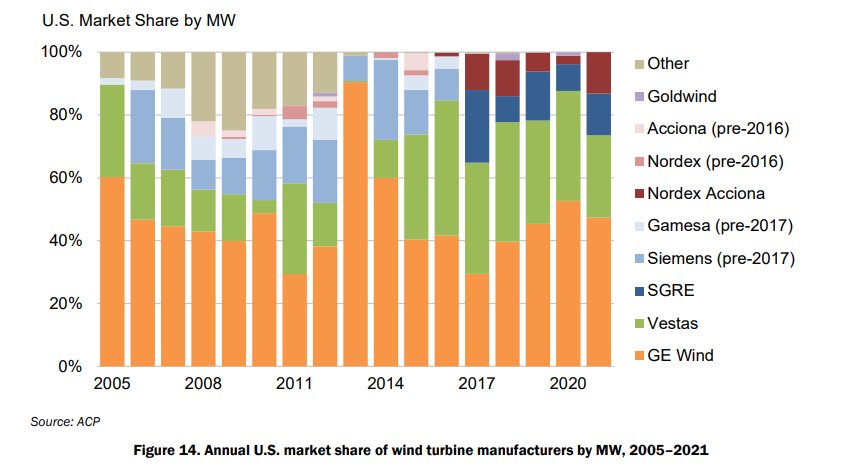 U.S. Market Share by MW
100%
80%
60%
40%
20%
0%
2005 2008 2011 2014 2017 2020
Other
Goldwind
Acciona (pre-2016)
Nordex (pre-2016)
Nordex Acciona
Gamesa (pre-2017)
Siemens (pre-2017)
SGRE
Vestas
GE Wind
Source: ACP
Figure 14. Annual U.S. market share of wind turbine manufacturers by MW, 2005–2021